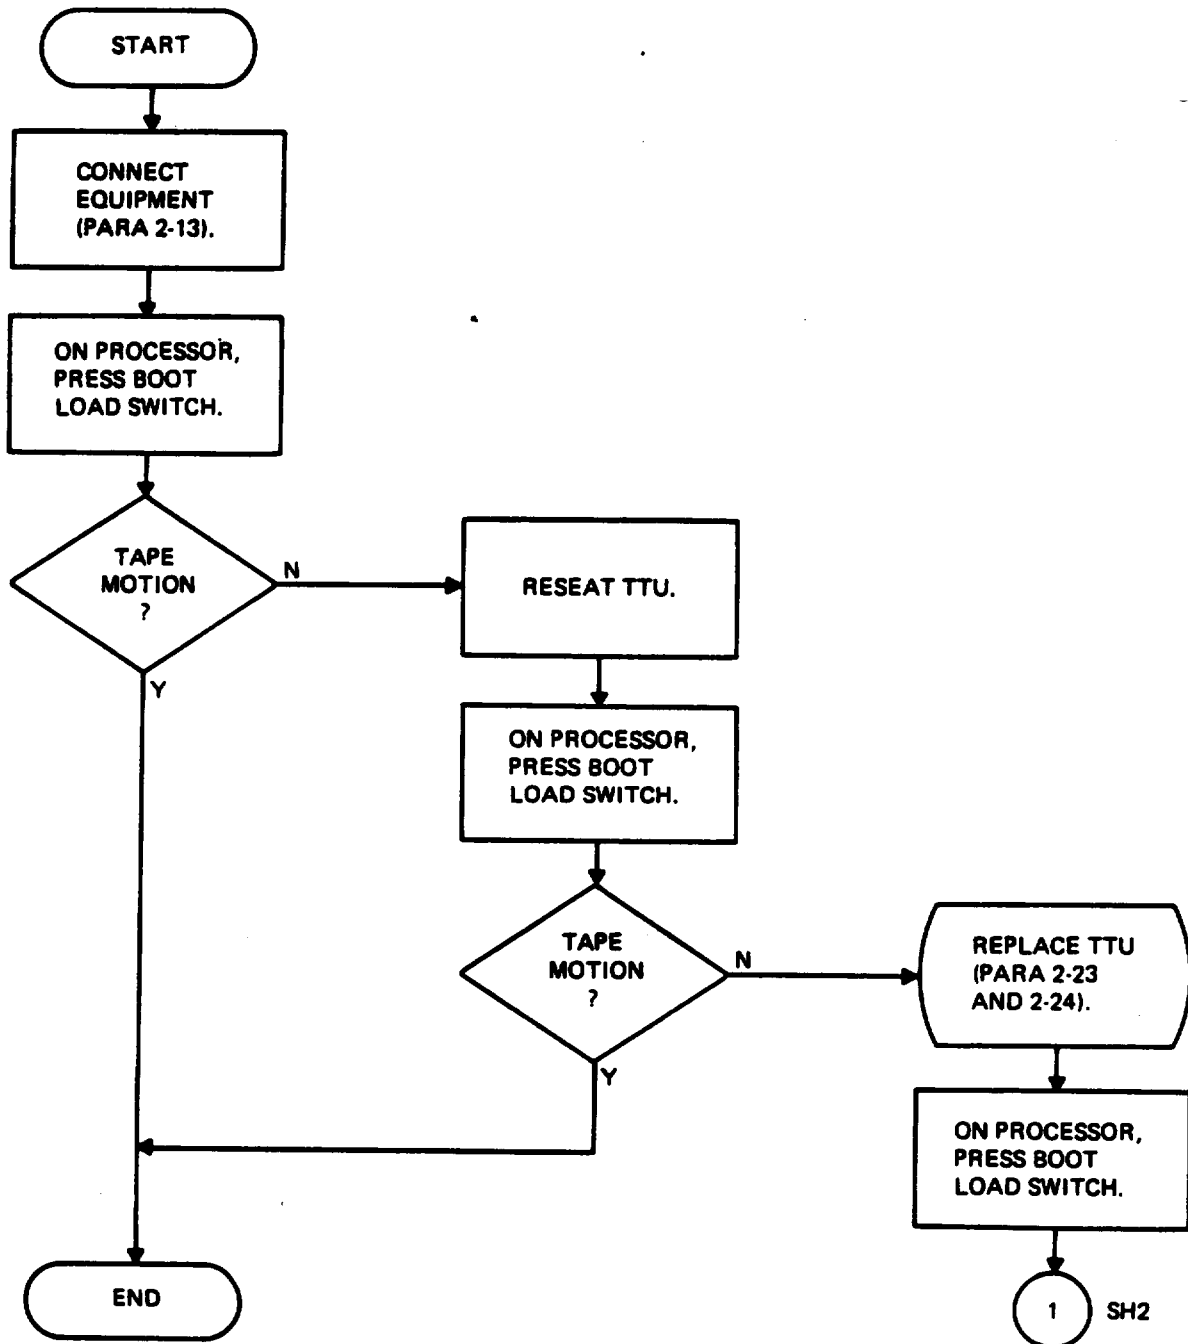 START
CONNECT
EQUIPMENT
(PARA 2-13).
ON PROCESSOR,
PRESS BOOT
LOAD SWITCH.
TAPE
MOTION
?
N
Y
RESEAT TTU.
ON PROCESSOR,
PRESS BOOT
LOAD SWITCH.
TAPE
MOTION
?
N
Y
REPLACE TTU
(PARA 2-23
AND 2-24).
ON PROCESSOR,
PRESS BOOT
LOAD SWITCH.
1 SH2
END